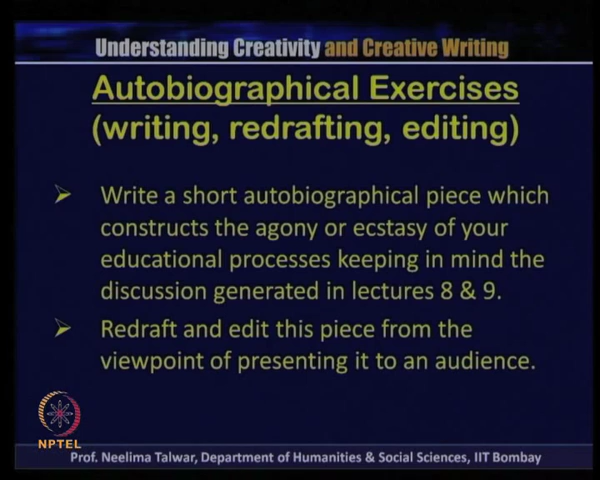 Understanding Creativity and Creative Writing
Autobiographical Exercises
(writing, redrafting, editing)
➢ Write a short autobiographical piece which
constructs the agony or ecstasy of your
educational processes keeping in mind the
discussion generated in lectures 8 & 9.
➢ Redraft and edit this piece from the
viewpoint of presenting it to an audience.
NPTEL
Prof. Neelima Talwar, Department of Humanities & Social Sciences, IIT Bombay